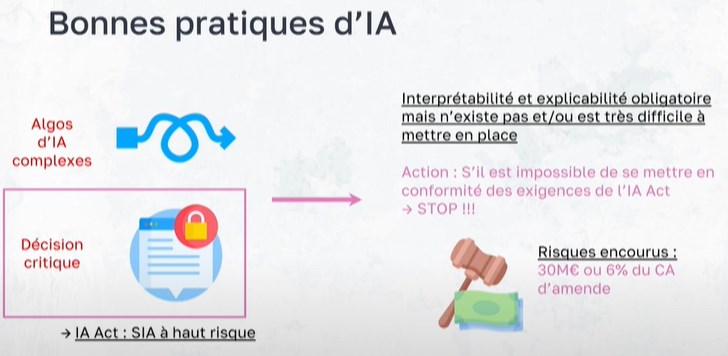 Bonnes pratiques d’IA
Algos
d’IA
complexes
Décision
critique
→ IA Act : SIA à haut risque
Interprétabilité et explicabilité obligatoire
mais n’existe pas et/ou est très difficile à
mettre en place
Action : S’il est impossible de se mettre en
conformité des exigences de l’IA Act
→ STOP !!!
Risques encourus :
30M€ ou 6% du CA
d’amende